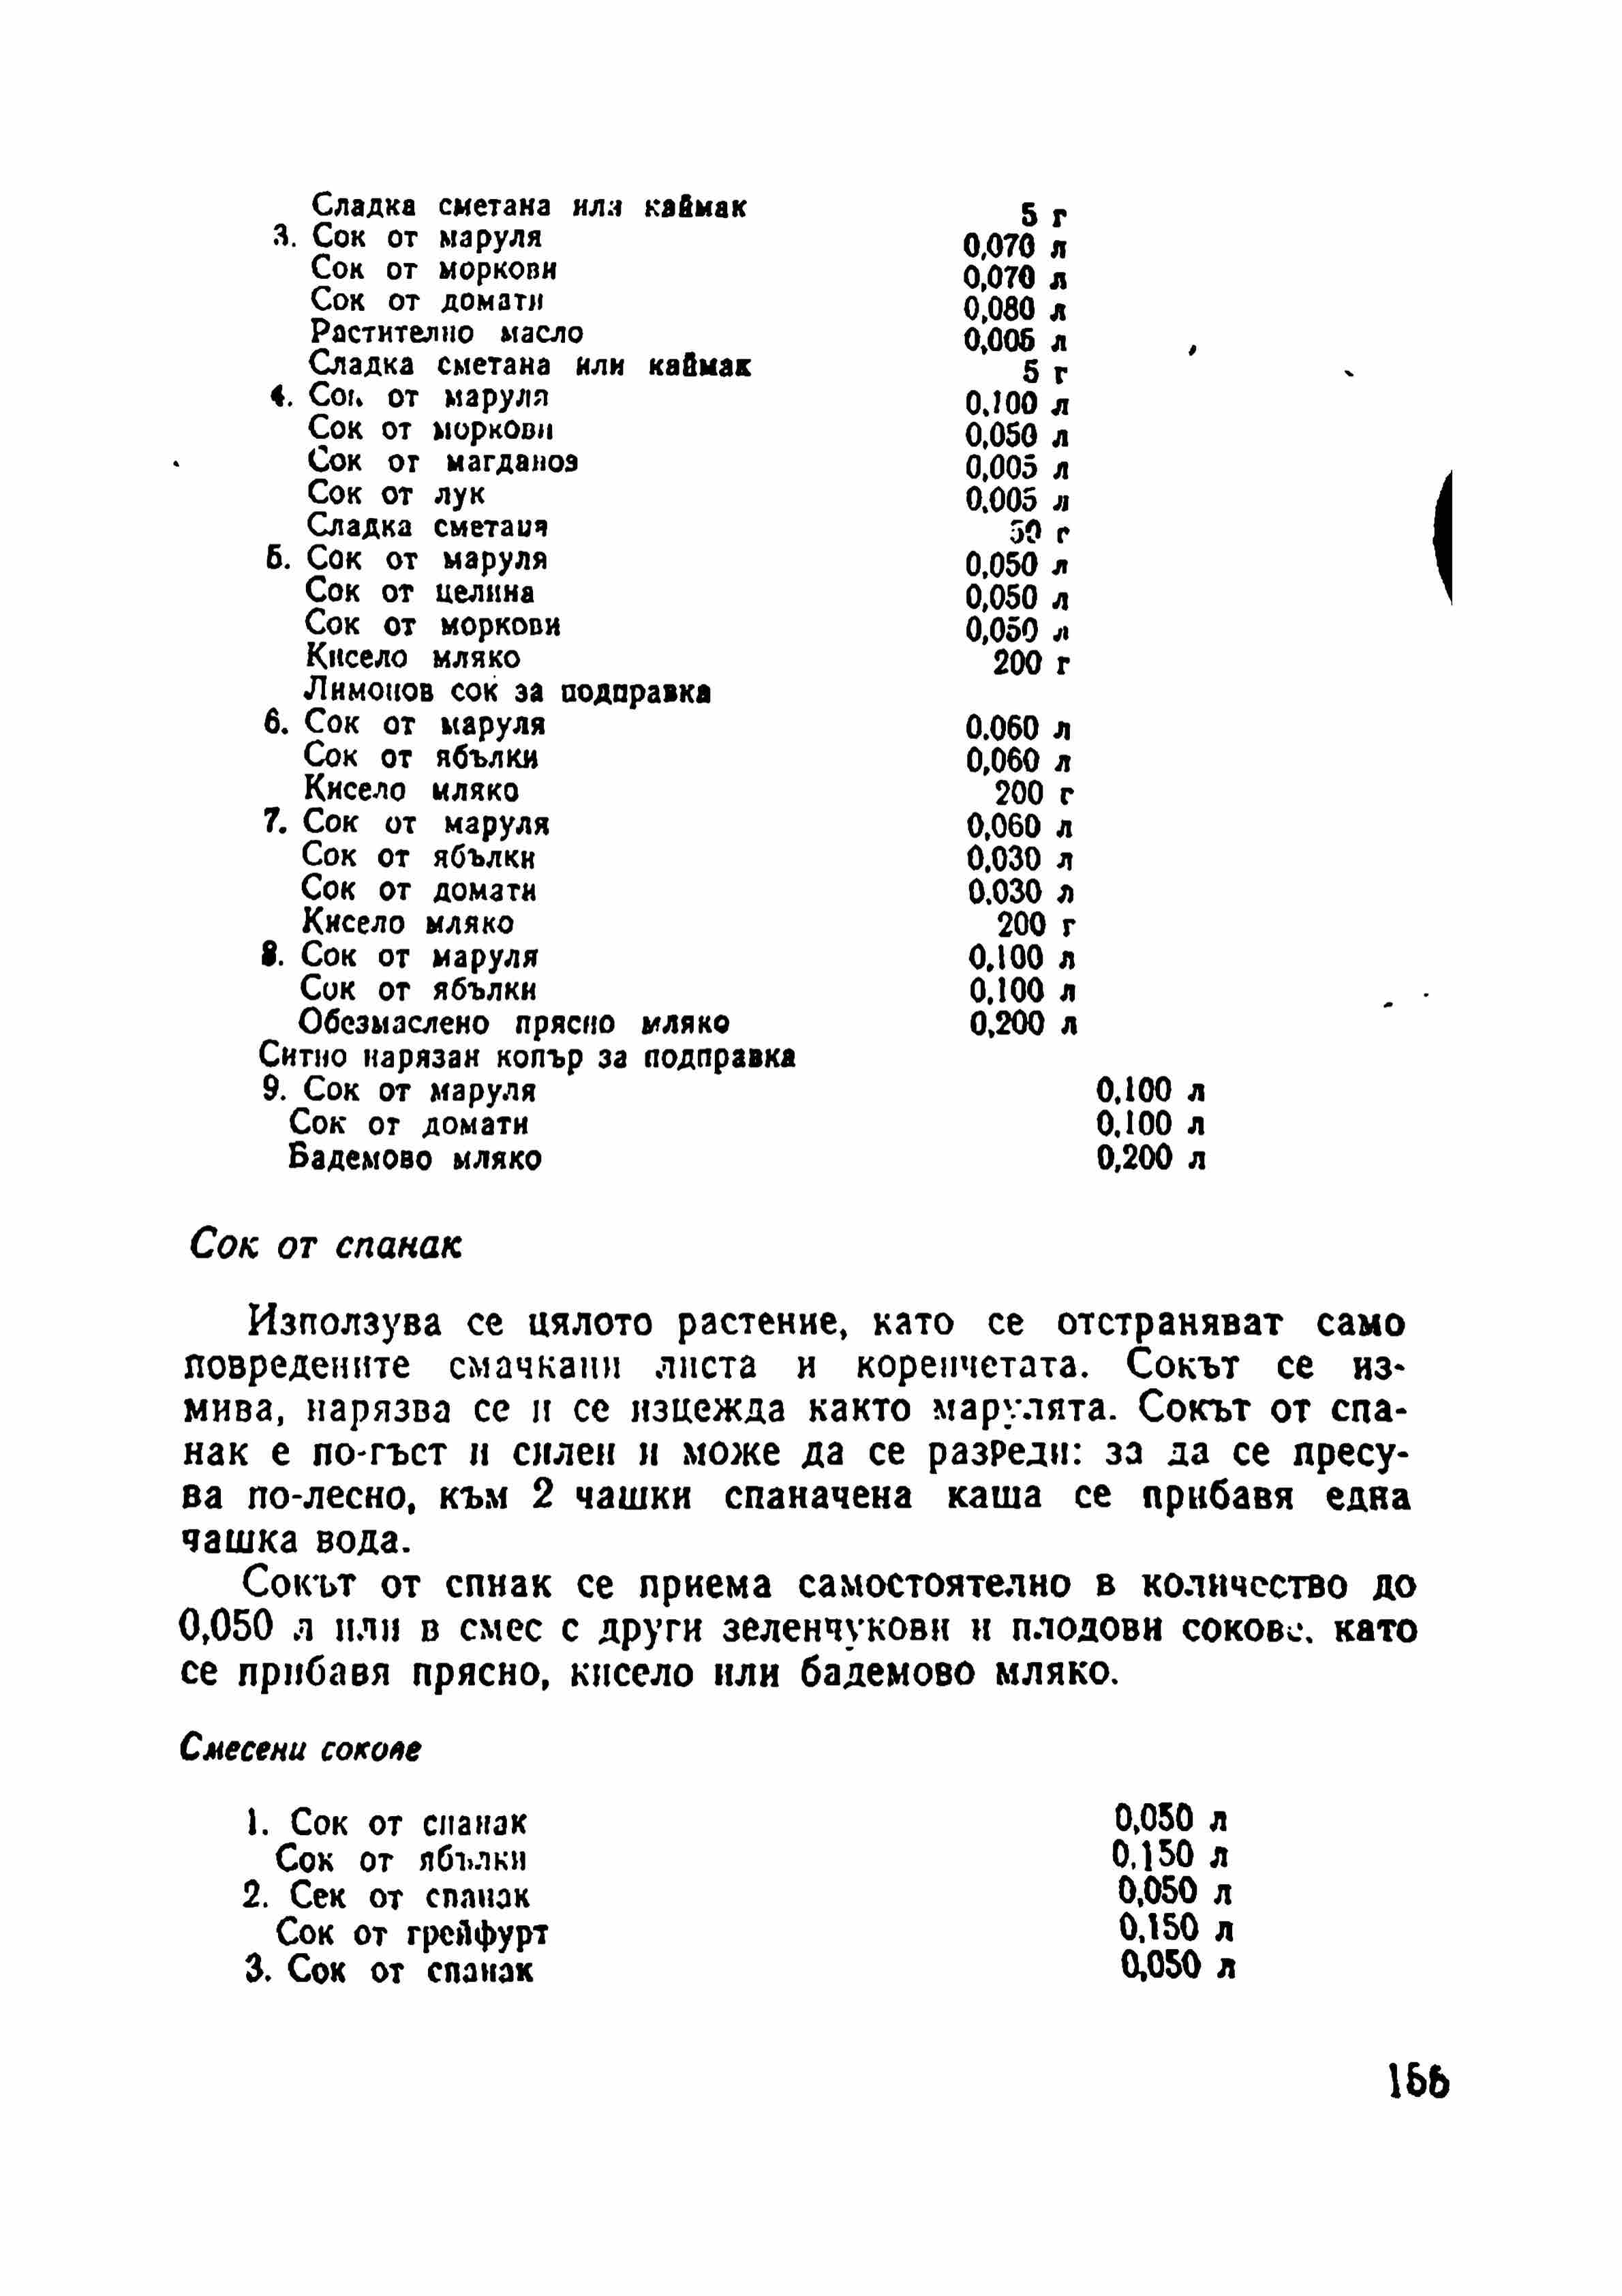 Сладка сметана или каймак 5 г
3. Сок от маруля 0,070 л
Сок от моркови 0,070 л
Сок от домати 0,080 л
Растително масло 0,005 л
Сладка сметана или каймак 5 г
4. Сок от маруля 0,100 л
Сок от моркови 0,050 л
Сок от магданоз 0,005 л
Сок от лук 0,005 л
Сладка сметана 50 г
5. Сок от маруля 0,050 л
Сок от целина 0,050 л
Сок от моркови 0,050 л
Кисело мляко 200 г
Лимонов сок за подправка
6. Сок от маруля 0.060 л
Сок от ябълки 0,060 л
Кисело мляко 200 г
7. Сок от маруля 0,060 л
Сок от ябълки 0,030 л
Сок от домати 0.030 л
Кисело мляко 200 г
8. Сок от маруля 0,100 л
Сок от ябълки 0,100 л
Обезмаслено прясно мляко 0,200 л
Ситно нарязан копър за подправка
9. Сок от маруля 0,100 л
Сок от домати 0,100 л
Бадемово мляко 0,200 л
Сок от спанак
Използува се цялото растение, като се отстраняват само
повредените смачкани листа и коренчетата. Сокът се из-
мива, нарязва се и се изцежда както марулята. Сокът от спа-
нак е по-гъст и силен и може да се разреди: за да се пресу-
ва по-лесно, към 2 чашки спаначена каша се прибавя една
чашка вода.
Сокът от спнак се приема самостоятелно в количество до
0,050 л или в смес с други зеленчукови и плодови сокове, като
се прибавя прясно, кисело или бадемово мляко.
Смесени сокове
1. Сок от спанак 0,050 л
Сок от ябълки 0,150 л
2. Сек от спанак 0,050 л
Сок от грейфурт 0,150 л
3. Сок от спанак 0,050 л